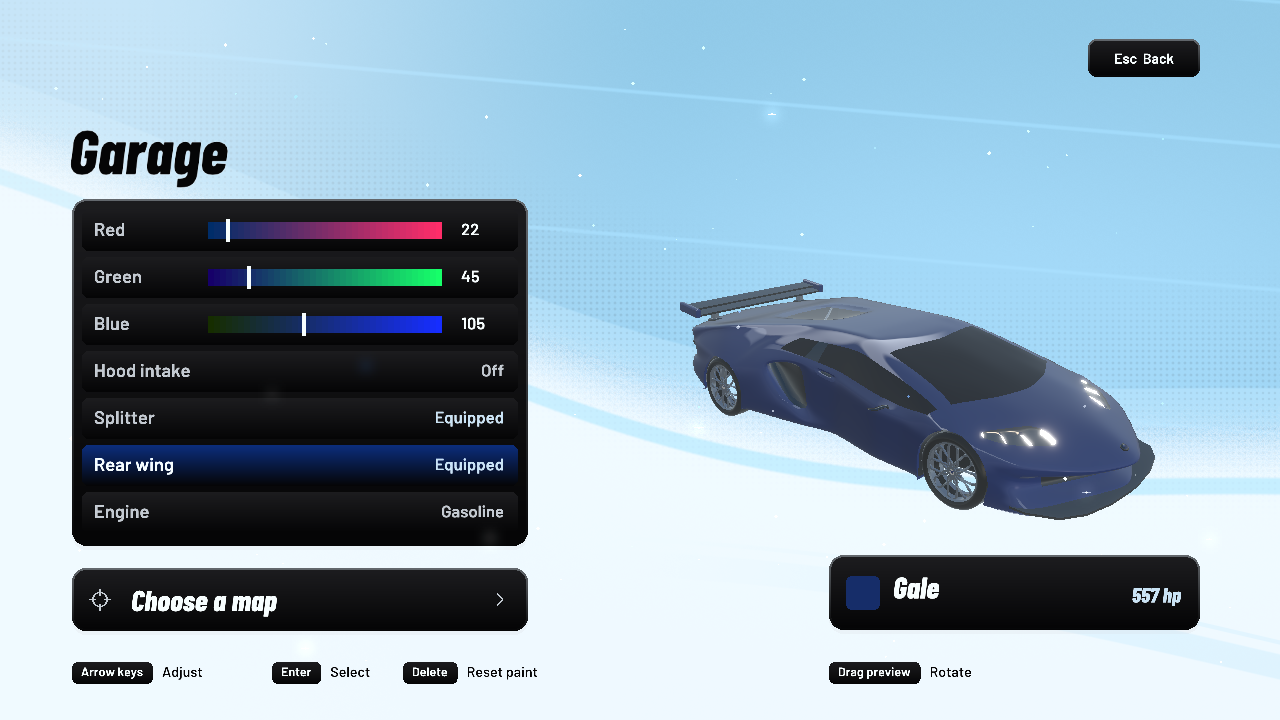 Esc Back
Garage
Red 22
Green 45
Blue 105
Hood intake Off
Splitter Equipped
Rear wing Equipped
Engine Gasoline
Choose a map
Gale 557 hp
Arrow keys Adjust Enter Select Delete Reset paint Drag preview Rotate